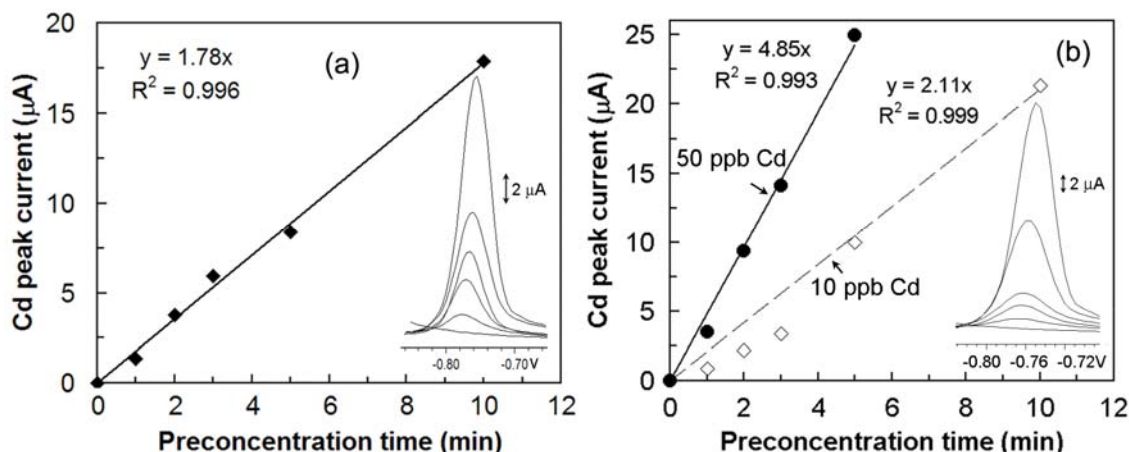 20
15
10
5
0
0 2 4 6 8 10 12
Cd peak current (μA)
Preconcentration time (min)
y = 1.78x
R² = 0.996
(a)
2 μA
-0.80 -0.70V
25
20
15
10
5
0
0 2 4 6 8 10 12
Cd peak current (μA)
Preconcentration time (min)
y = 4.85x
R² = 0.993
(b)
y = 2.11x
R² = 0.999
50 ppb Cd
10 ppb Cd
2 μA
-0.80 -0.76 -0.72V